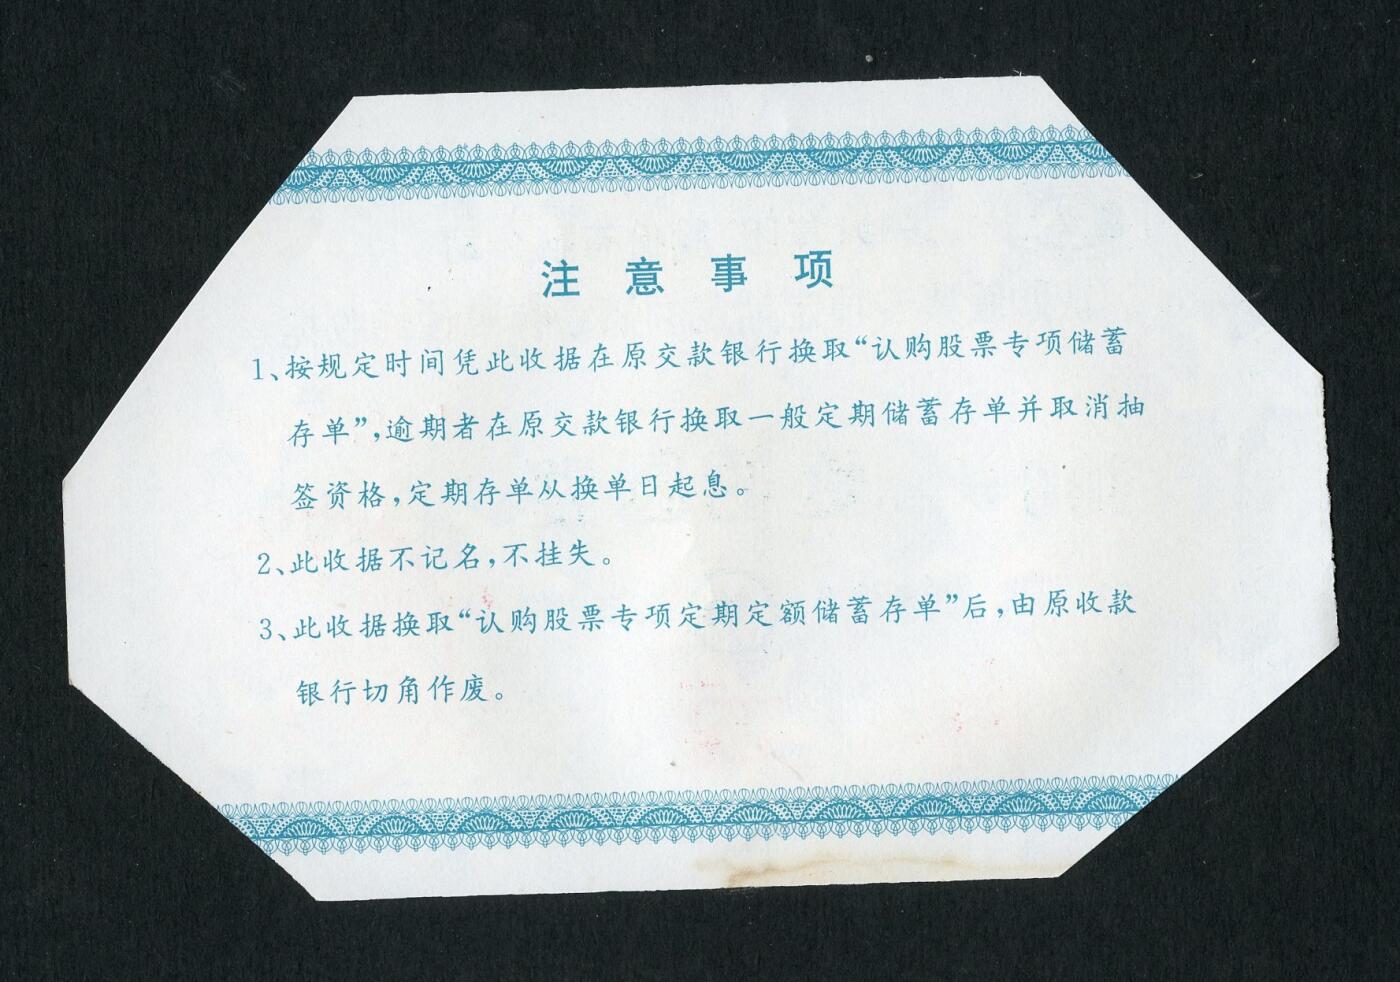 注意事项
1、按规定时间凭此收据在原交款银行换取“认购股票专项储蓄
存单”,逾期者在原交款银行换取一般定期储蓄存单并取消抽
签资格,定期存单从换单日起息。
2、此收据不记名,不挂失。
3、此收据换取“认购股票专项定期定额储蓄存单”后,由原收款
银行切角作废。